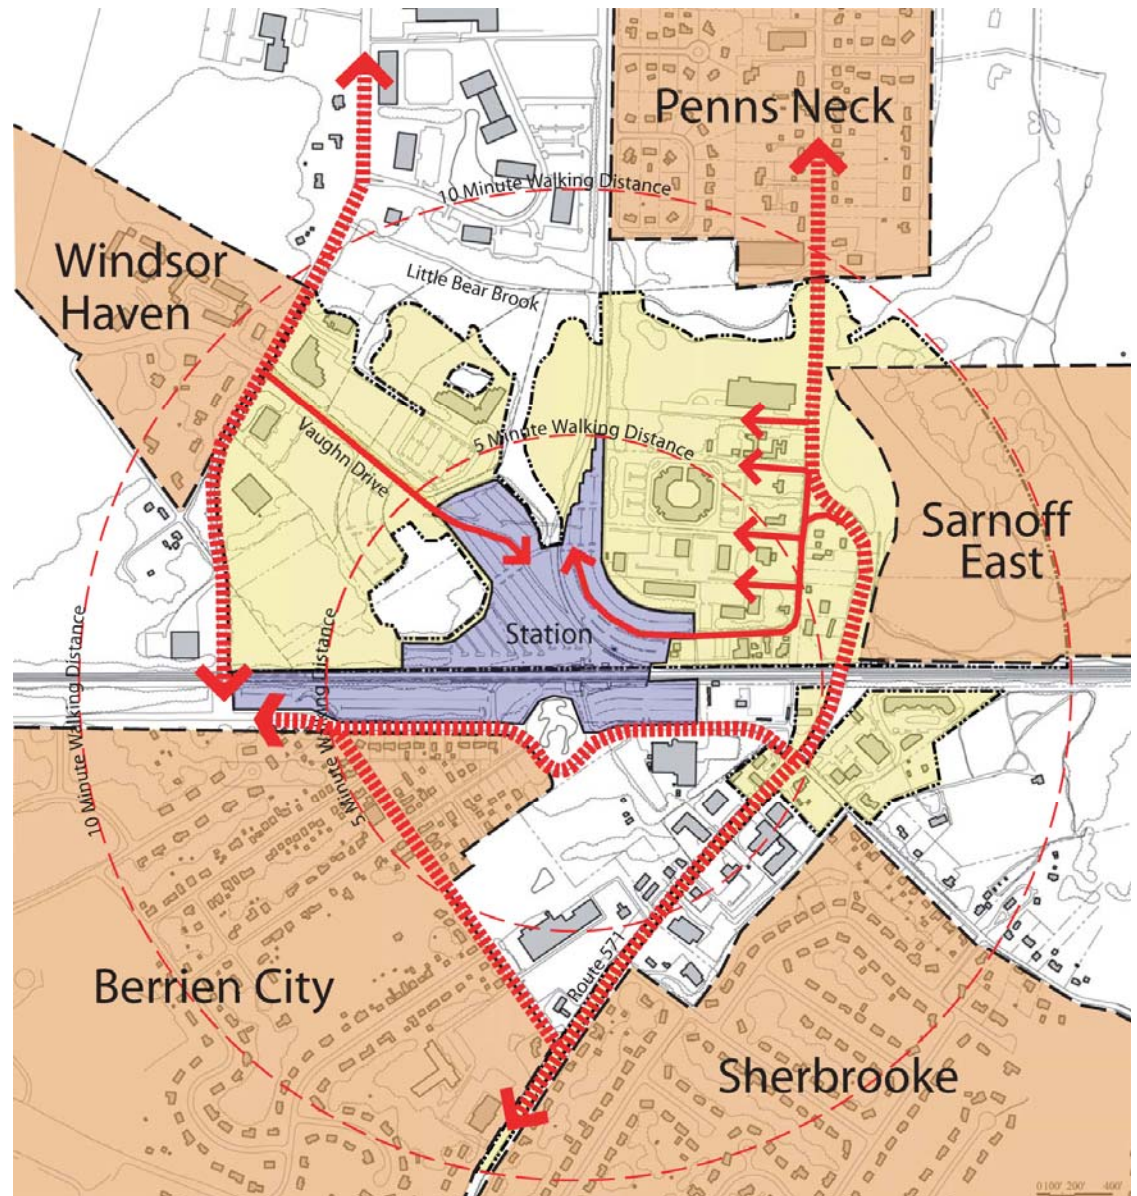 Penns Neck
10 Minute Walking Distance
Windsor
Haven
Little Bear Brook
5 Minute Walking Distance
Vaughn Drive
Sarnoff
East
Station
10 Minute Walking Distance
5 Minute Walking Distance
Route 571
Berrien City
Sherbrooke
0 100' 200' 400'